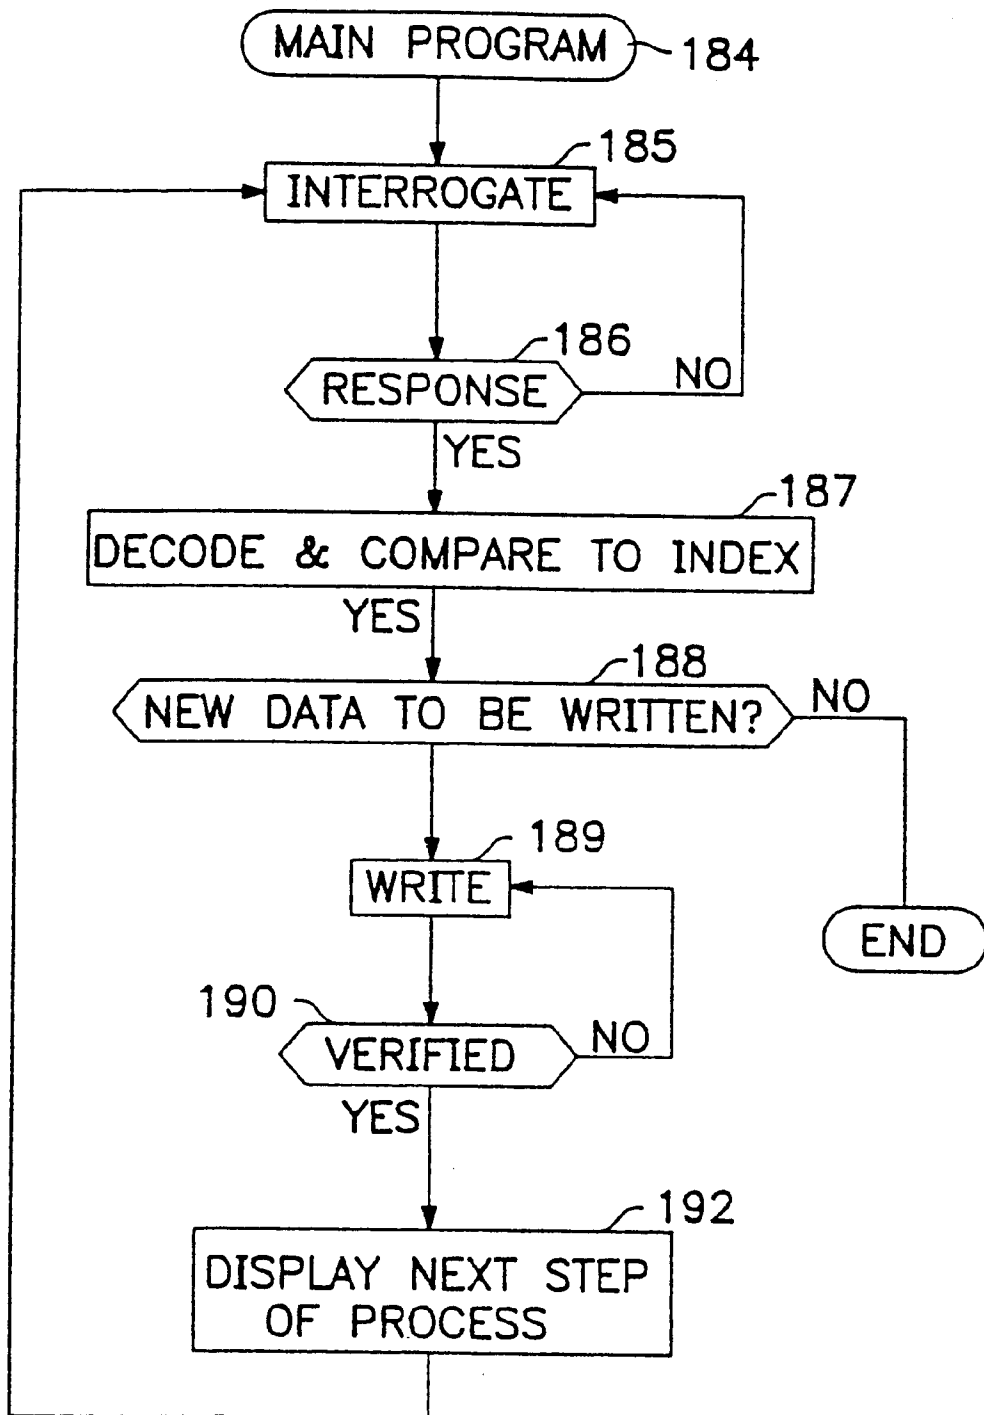 MAIN PROGRAM
184
185
INTERROGATE
186
RESPONSE
NO
YES
187
DECODE & COMPARE TO INDEX
YES
188
NEW DATA TO BE WRITTEN?
NO
189
WRITE
END
190
VERIFIED
NO
YES
192
DISPLAY NEXT STEP
OF PROCESS